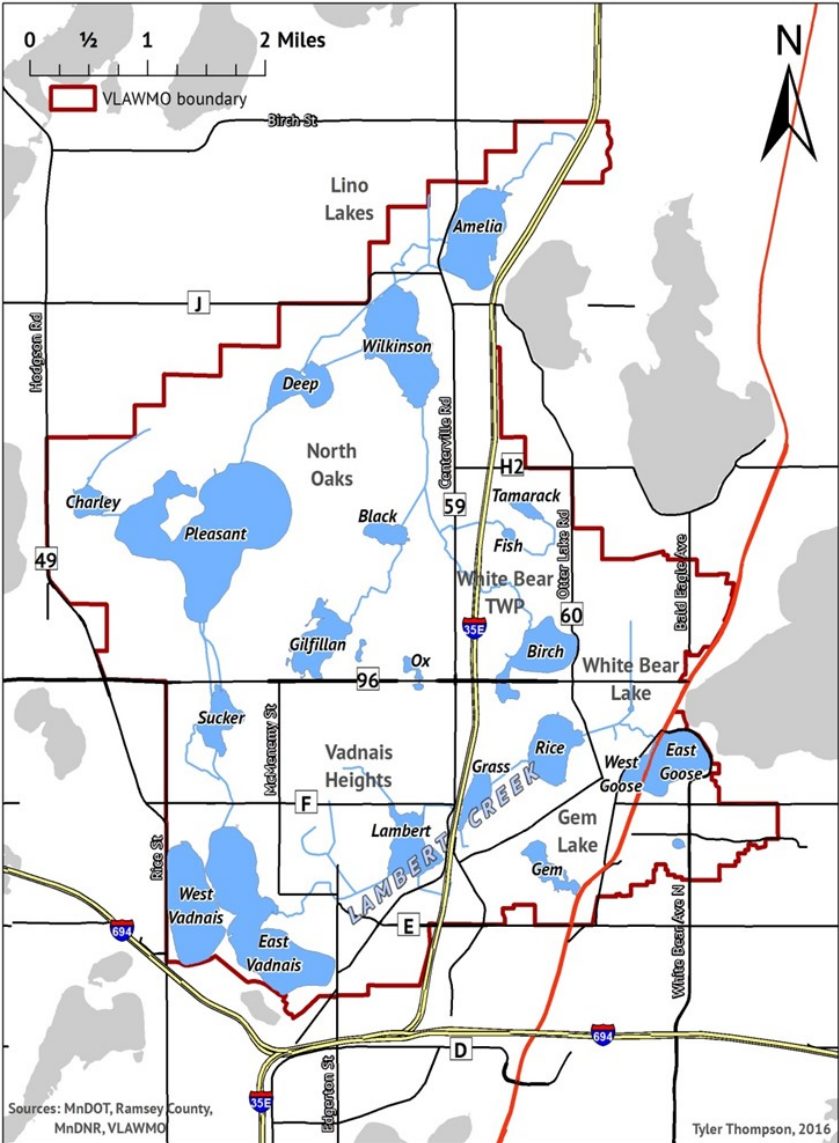 0 ½ 1 2 Miles
VLAWMO boundary
N
Birch St
Lino
Lakes
Amelia
J
Hodgson Rd
Wilkinson
Deep
Centerville Rd
North
Oaks
H2
Charley
Pleasant
Black
59
Tamarack
Fish
Otter Lake Rd
49
White Bear
TWP
Bald Eagle Ave
60
35E
Gilfillan
Ox
Birch
White Bear
Lake
96
Sucker
McMenemy St
Vadnais
Heights
Grass
Rice
West
Goose
East
Goose
F
Lambert
LAMBERT CREEK
Gem
Lake
Gem
Rice St
West
Vadnais
East
Vadnais
E
694
White Bear Ave N
694
D
Edgerton St
35E
Sources: MnDOT, Ramsey County,
MnDNR, VLAWMO
Tyler Thompson, 2016